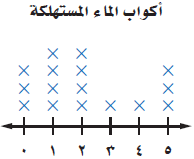 أكواب الماء المستهلكة
٠ ١ ٢ ٣ ٤ ٥